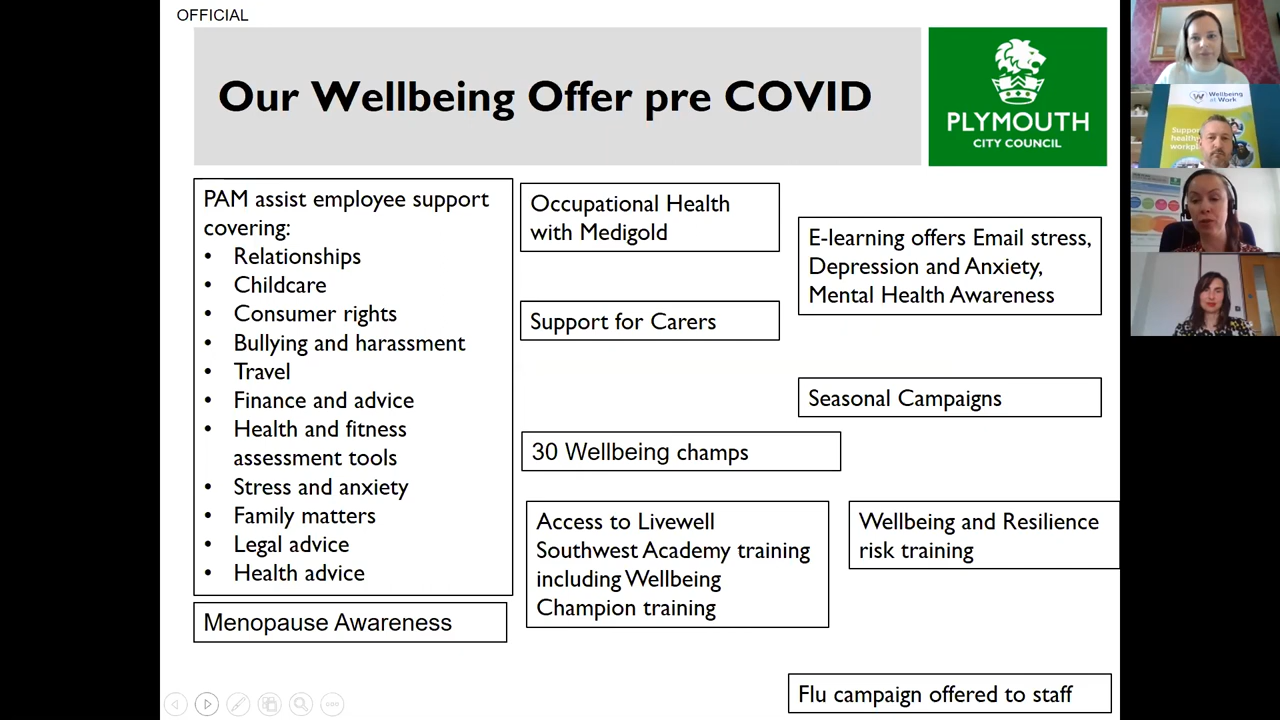 OFFICIAL
Our Wellbeing Offer pre COVID
PLYMOUTH
CITY COUNCIL
PAM assist employee support
covering:
• Relationships
• Childcare
• Consumer rights
• Bullying and harassment
• Travel
• Finance and advice
• Health and fitness
assessment tools
• Stress and anxiety
• Family matters
• Legal advice
• Health advice
Menopause Awareness
Occupational Health
with Medigold
Support for Carers
30 Wellbeing champs
Access to Livewell
Southwest Academy training
including Wellbeing
Champion training
E-learning offers Email stress,
Depression and Anxiety,
Mental Health Awareness
Seasonal Campaigns
Wellbeing and Resilience
risk training
Flu campaign offered to staff
Wellbeing
at Work